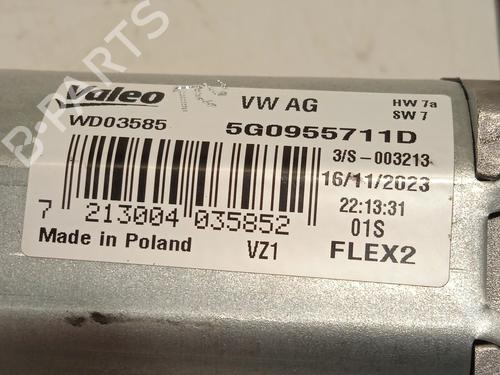 Valeo
VW AG
HW 7a
SW 7
WD03585
5G0955711D
3/S-003213
16/11/2023
22:13:31
01S
7 213004 035852
Made in Poland
VZ1
FLEX2
B-PARTS